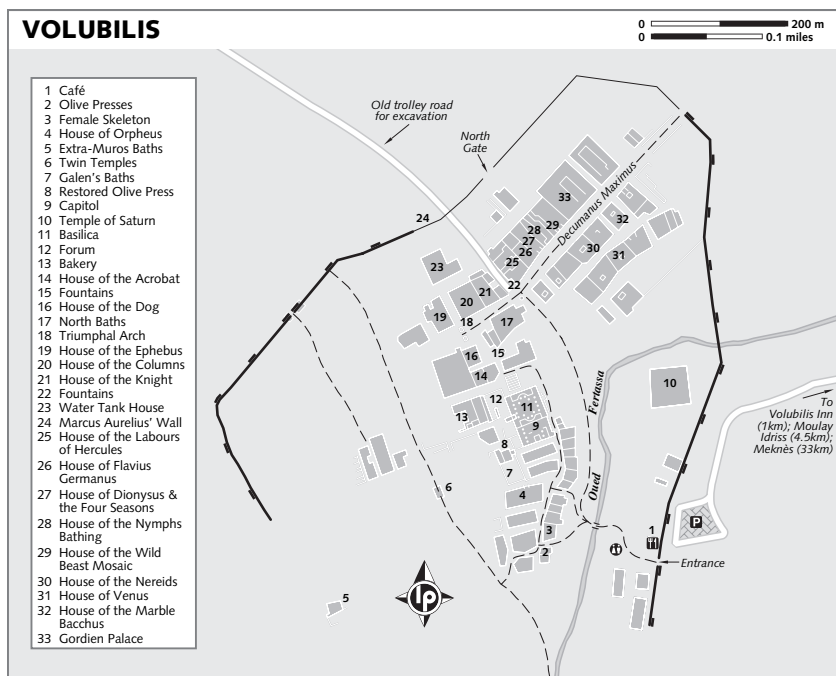 VOLUBILIS
0 200 m
0 0.1 miles
1 Café
2 Olive Presses
3 Female Skeleton
4 House of Orpheus
5 Extra-Muros Baths
6 Twin Temples
7 Galen's Baths
8 Restored Olive Press
9 Capitol
10 Temple of Saturn
11 Basilica
12 Forum
13 Bakery
14 House of the Acrobat
15 Fountains
16 House of the Dog
17 North Baths
18 Triumphal Arch
19 House of the Ephebus
20 House of the Columns
21 House of the Knight
22 Fountains
23 Water Tank House
24 Marcus Aurelius' Wall
25 House of the Labours
of Hercules
26 House of Flavius
Germanus
27 House of Dionysus &
the Four Seasons
28 House of the Nymphs
Bathing
29 House of the Wild
Beast Mosaic
30 House of the Nereids
31 House of Venus
32 House of the Marble
Bacchus
33 Gordien Palace
Old trolley road
for excavation
North
Gate
Decumanus Maximus
33
32
24
28
29
27
30
26
31
25
23
22
21
20
19
18
17
16
15
14
10
12
11
13
9
8
7
6
4
3
2
1
5
Fertassa
Oued
P
To
Volubilis Inn
(1km); Moulay
Idriss (4.5km);
Meknès (33km)
Entrance
lp